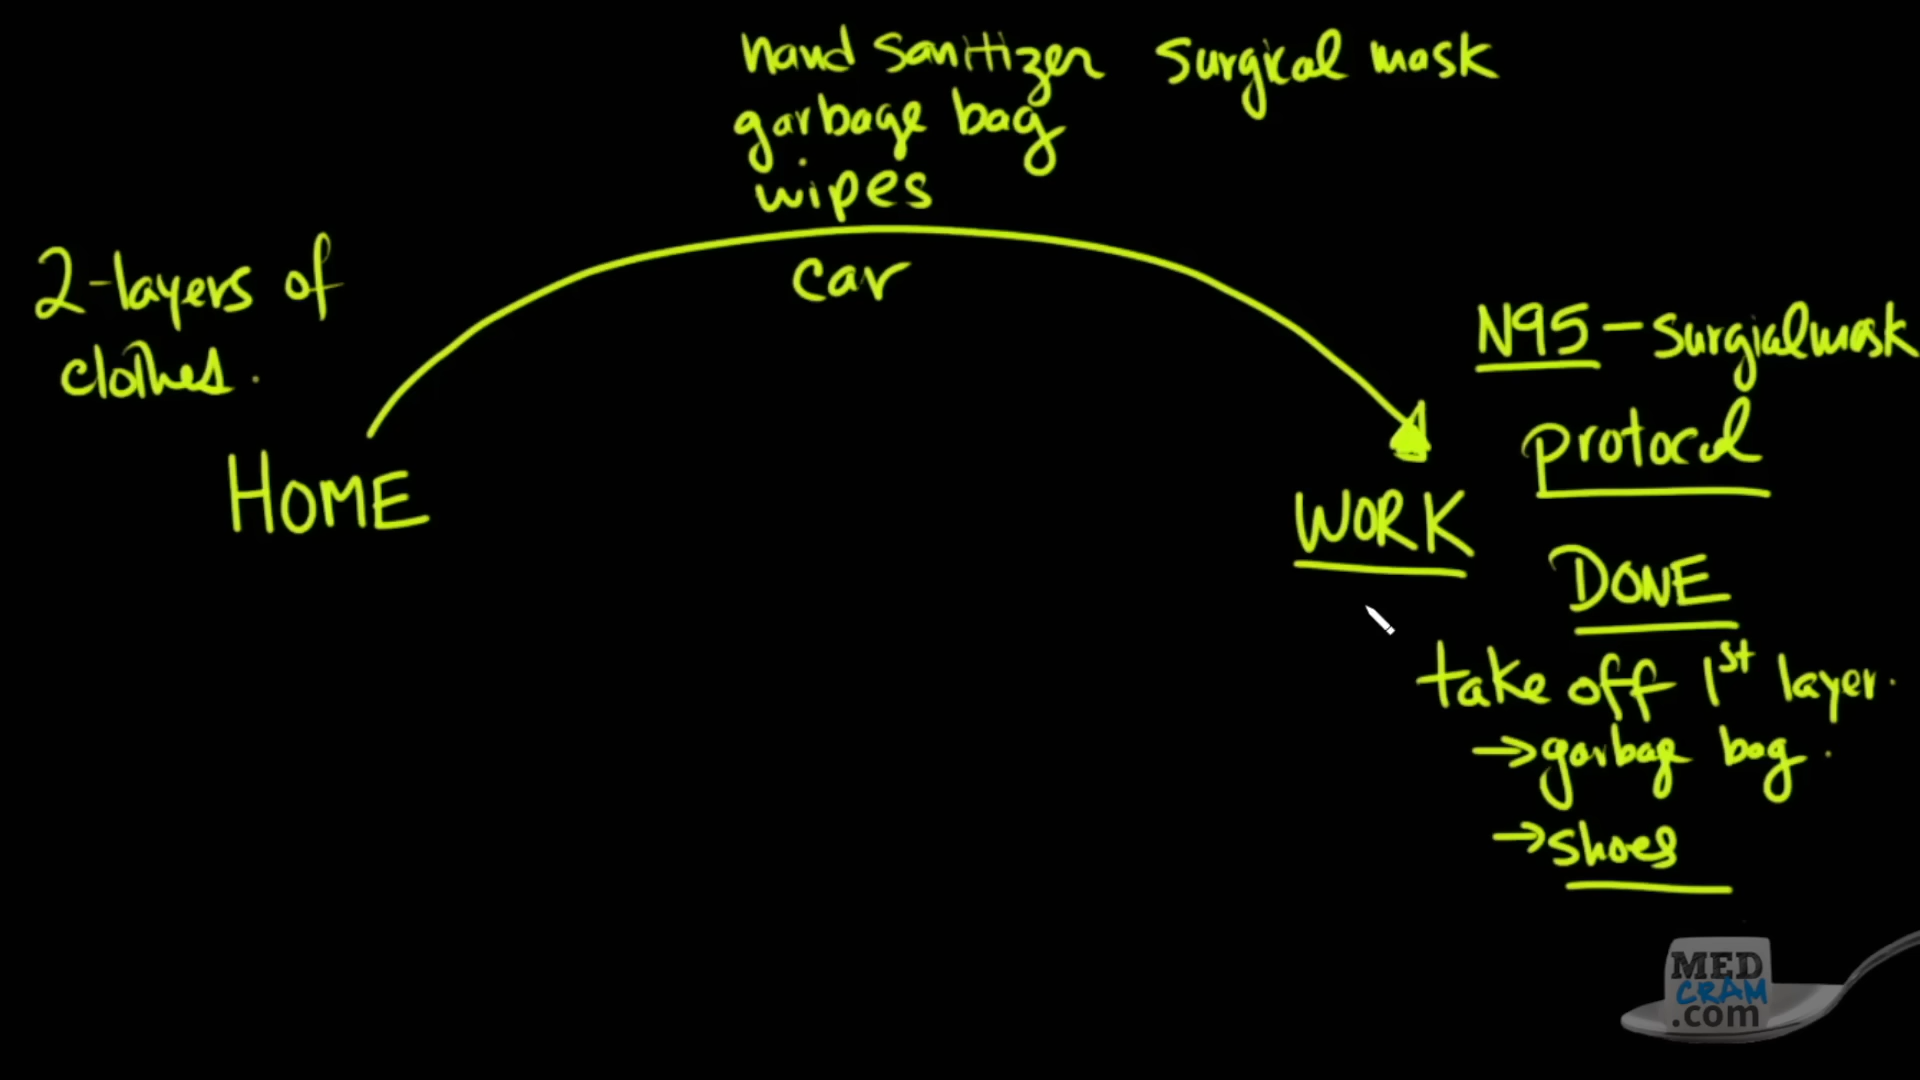 hand sanitizer surgical mask
garbage bag
wipes
car
2-layers of
clothes.
HOME
N95 - surgial mask
protocol
WORK
DONE
take off 1st layer.
→ garbage bag.
→ shoes
MED
CRAM
.com